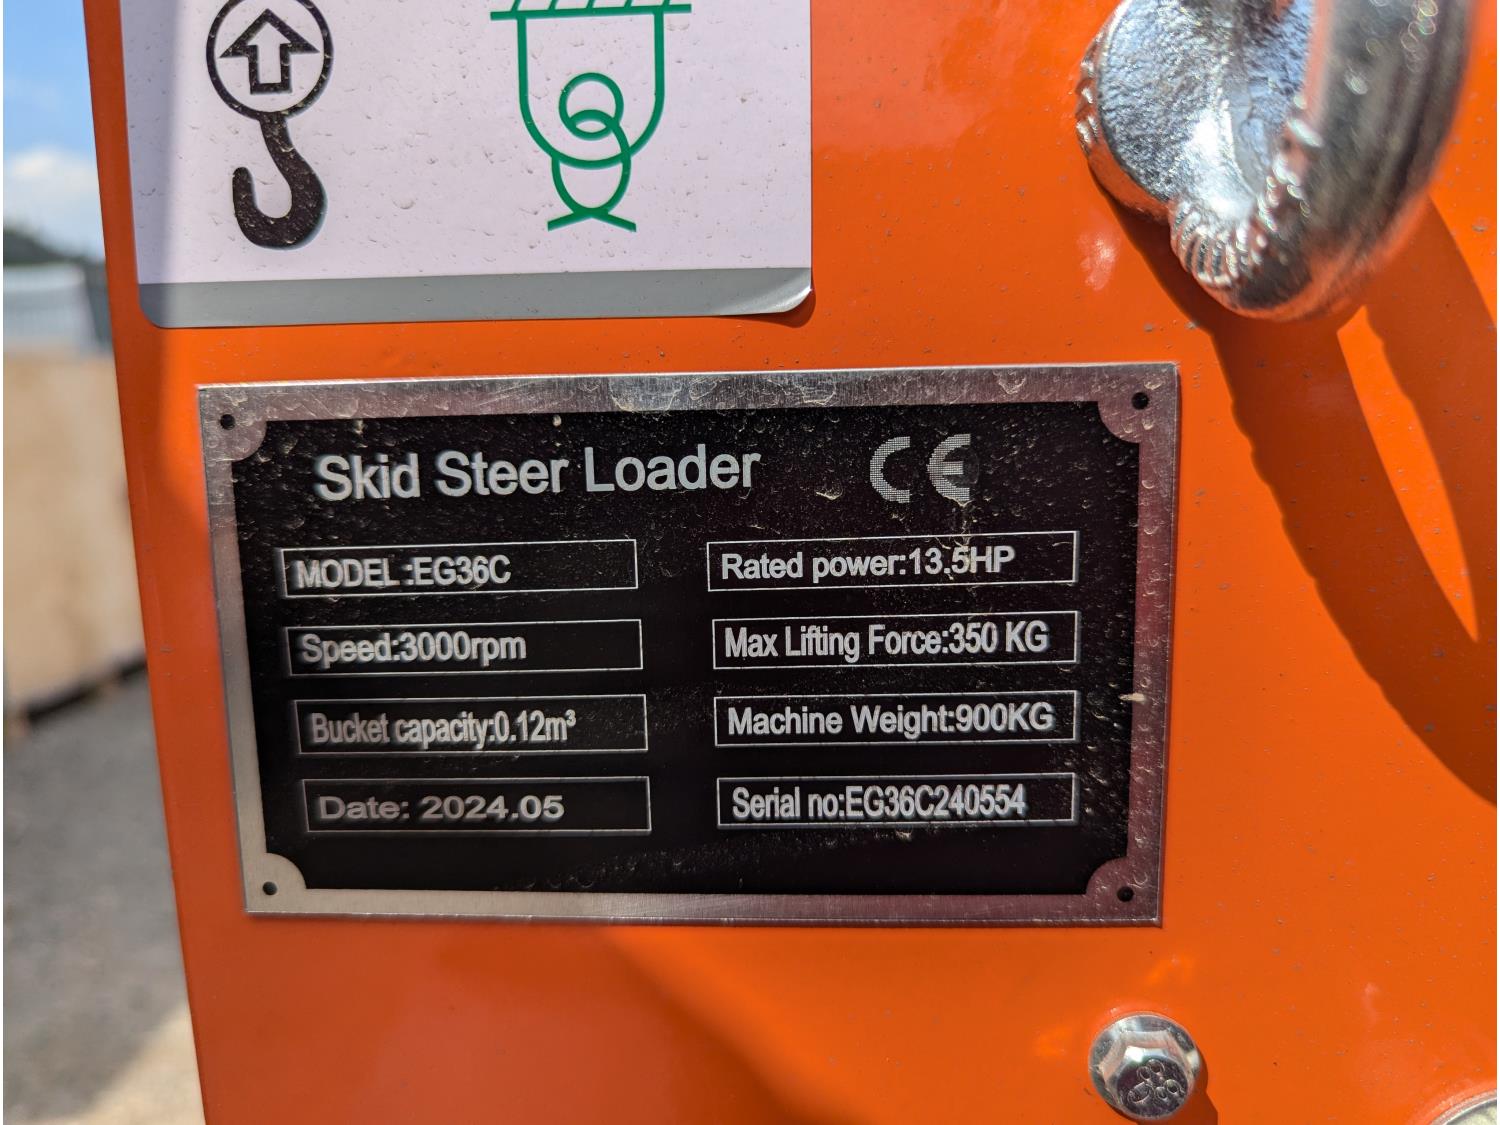 Skid Steer Loader CE
MODEL :EG36C
Rated power:13.5HP
Speed:3000rpm
Max Lifting Force:350 KG
Bucket capacity:0.12m³
Machine Weight:900KG
Date: 2024.05
Serial no:EG36C240554